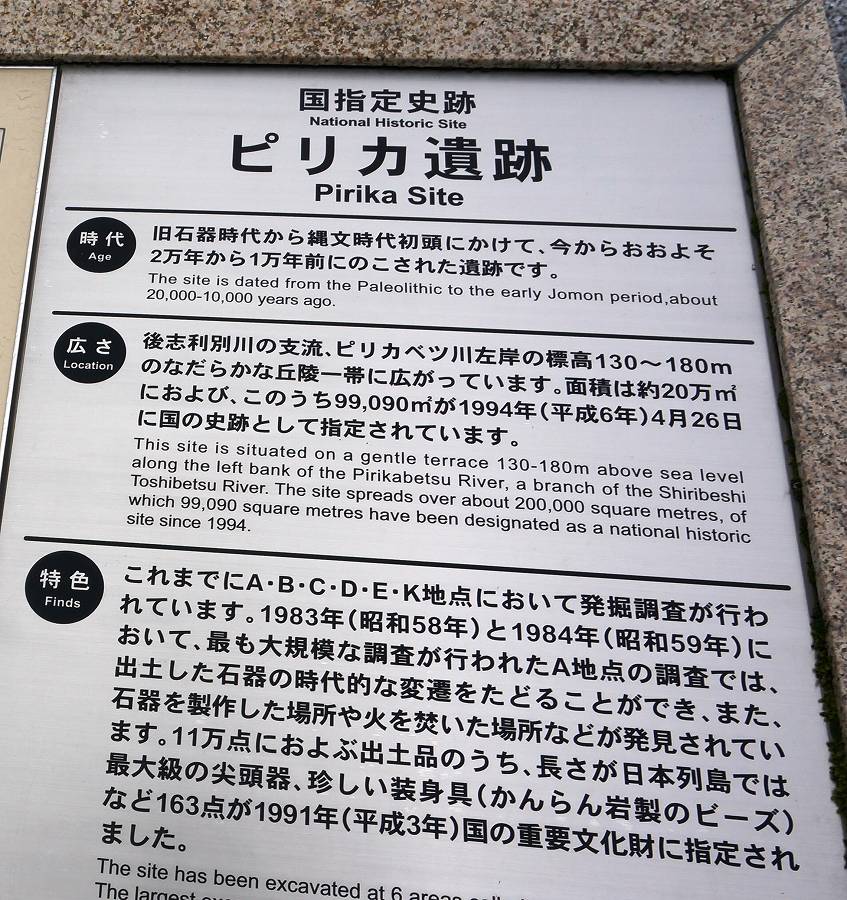 国指定史跡
National Historic Site
ピリカ遺跡
Pirika Site
時代
Age
旧石器時代から縄文時代初頭にかけて、今からおおよそ
2万年から1万年前にのこされた遺跡です。
The site is dated from the Paleolithic to the early Jomon period,about
20,000-10,000 years ago.
広さ
Location
後志利別川の支流、ピリカベツ川左岸の標高130～180m
のなだらかな丘陵一帯に広がっています。面積は約20万㎡
におよび、このうち99,090㎡が1994年(平成6年)4月26日
に国の史跡として指定されています。
This site is situated on a gentle terrace 130-180m above sea level
along the left bank of the Pirikabetsu River, a branch of the Shiribeshi
Toshibetsu River. The site spreads over about 200,000 square metres, of
which 99,090 square metres have been designated as a national historic
site since 1994.
特色
Finds
これまでにA・B・C・D・E・K地点において発掘調査が行わ
れています。1983年(昭和58年)と1984年(昭和59年)に
おいて、最も大規模な調査が行われたA地点の調査では、
出土した石器の時代的な変遷をたどることができ、また、
石器を製作した場所や火を焚いた場所などが発見されてい
ます。11万点におよぶ出土品のうち、長さが日本列島では
最大級の尖頭器、珍しい装身具(かんらん岩製のビーズ)
など163点が1991年(平成3年)国の重要文化財に指定され
ました。
The site has been excavated at 6 areas
The largest